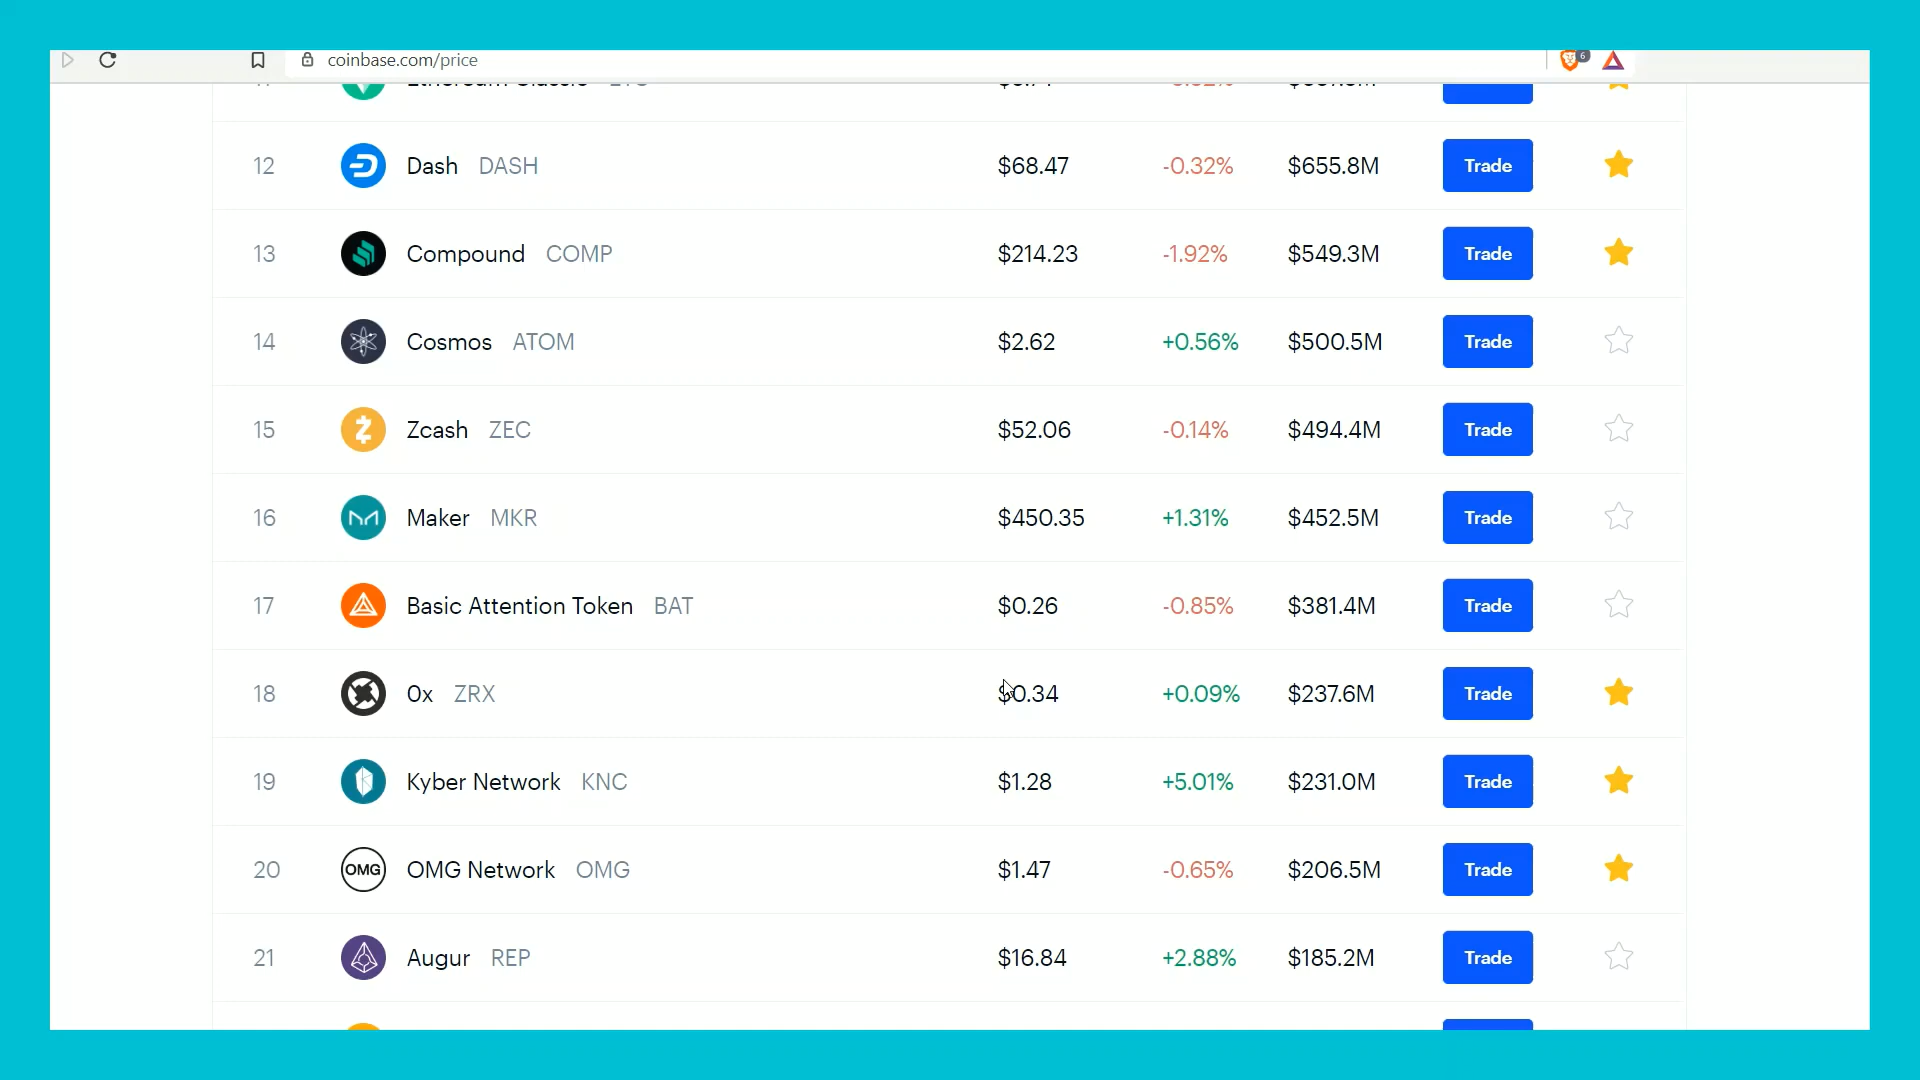 coinbase.com/price
6
12 Dash DASH $68.47 -0.32% $655.8M Trade
13 Compound COMP $214.23 -1.92% $549.3M Trade
14 Cosmos ATOM $2.62 +0.56% $500.5M Trade
15 Zcash ZEC $52.06 -0.14% $494.4M Trade
16 Maker MKR $450.35 +1.31% $452.5M Trade
17 Basic Attention Token BAT $0.26 -0.85% $381.4M Trade
18 0x ZRX $0.34 +0.09% $237.6M Trade
19 Kyber Network KNC $1.28 +5.01% $231.0M Trade
20 OMG OMG Network OMG $1.47 -0.65% $206.5M Trade
21 Augur REP $16.84 +2.88% $185.2M Trade